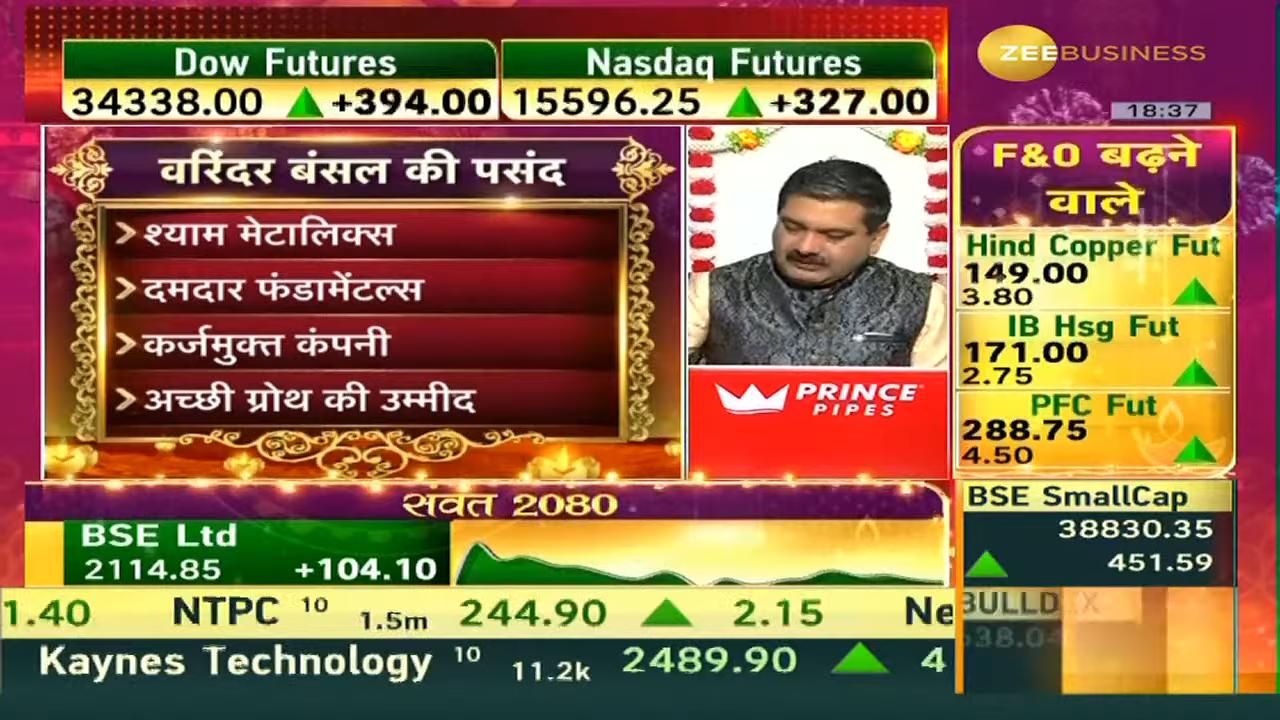 Dow Futures
34338.00 +394.00
Nasdaq Futures
15596.25 +327.00
ZEEBUSINESS
18:37
वरिंदर बंसल की पसंद
श्याम मेटालिक्स
दमदार फंडामेंटल्स
कर्जमुक्त कंपनी
अच्छी ग्रोथ की उम्मीद
PRINCE
PIPES
F&O बढ़ने
वाले
Hind Copper Fut
149.00
3.80
IB Hsg Fut
171.00
2.75
PFC Fut
288.75
4.50
संवत 2080
BSE Ltd
2114.85 +104.10
BSE SmallCap
38830.35
451.59
1.40 NTPC 10 1.5m 244.90 2.15 Ne
Kaynes Technology 10 11.2k 2489.90 4